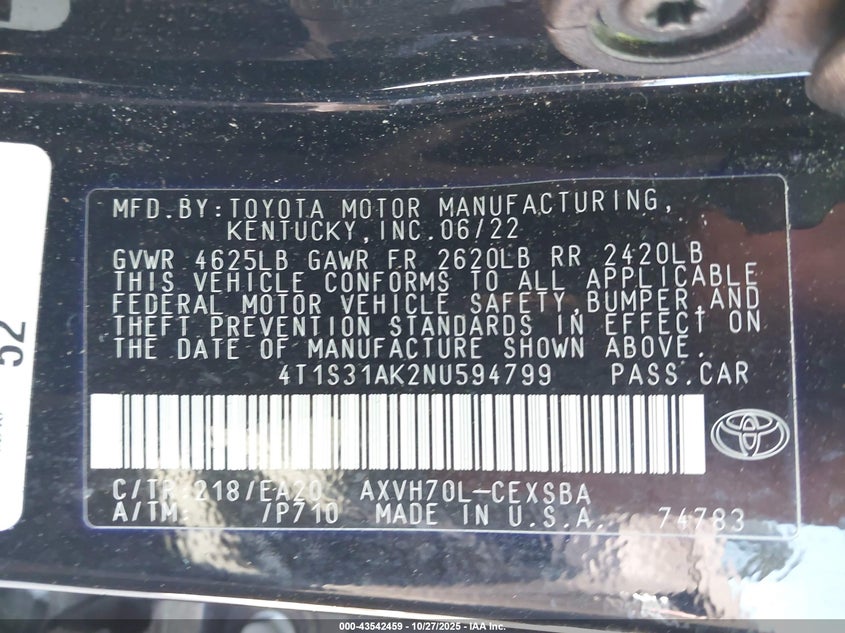 52
MFD.BY:TOYOTA MOTOR MANUFACTURING,
KENTUCKY,INC.06/22
GVWR 4625LB GAWR FR 2620LB RR 2420LB
THIS VEHICLE CONFORMS TO ALL APPLICABLE
FEDERAL MOTOR VEHICLE SAFETY,BUMPER,AND
THEFT PREVENTION STANDARDS IN EFFECT ON
THE DATE OF MANUFACTURE SHOWN ABOVE.
4T1S31AK2NU594799 PASS.CAR
C/TR:218/EA20 AXVH70L-CEXSBA
A/TM: /P710 MADE IN U.S.A. 74783
000-43542459 - 10/27/2025 - IAA Inc.